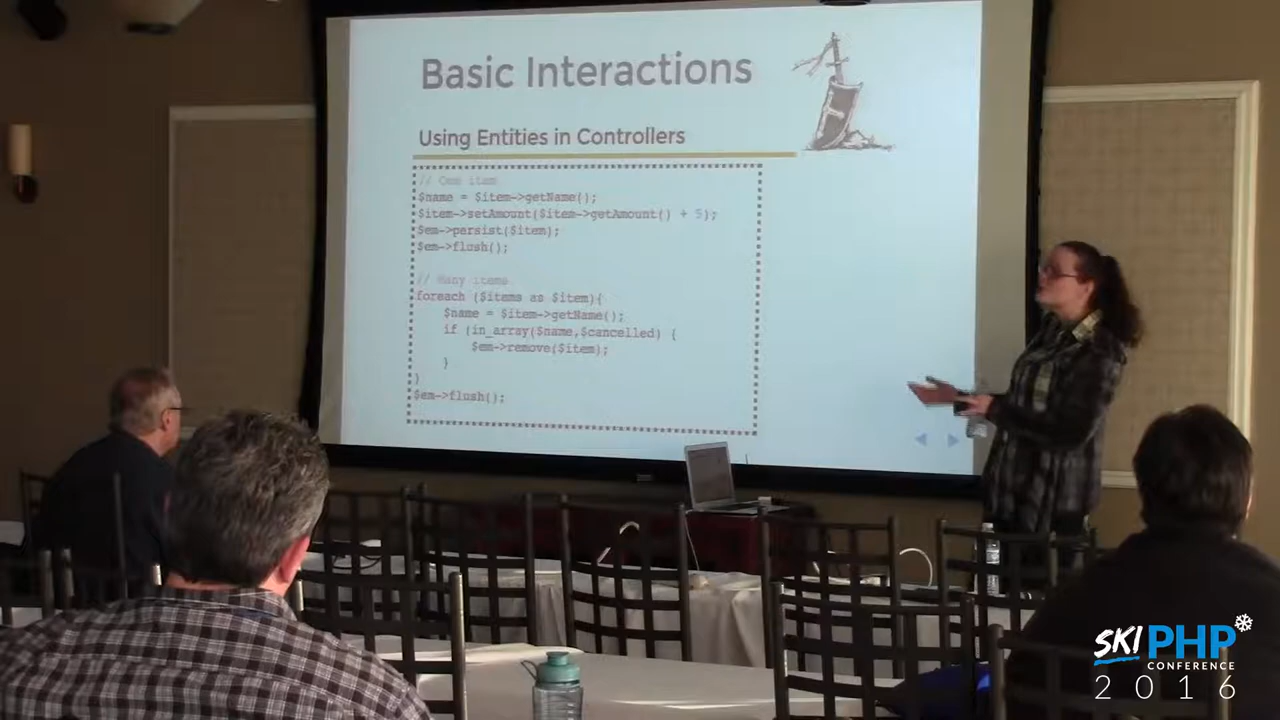 Basic Interactions
Using Entities in Controllers
// One item
$name = $item->getName();
$item->setAmount($item->getAmount() + 5);
$em->persist($item);
$em->flush();
// Many items
foreach ($items as $item){
$name = $item->getName();
if (in_array($name,$cancelled) {
$em->remove($item);
}
}
$em->flush();
SKI PHP
CONFERENCE
2016